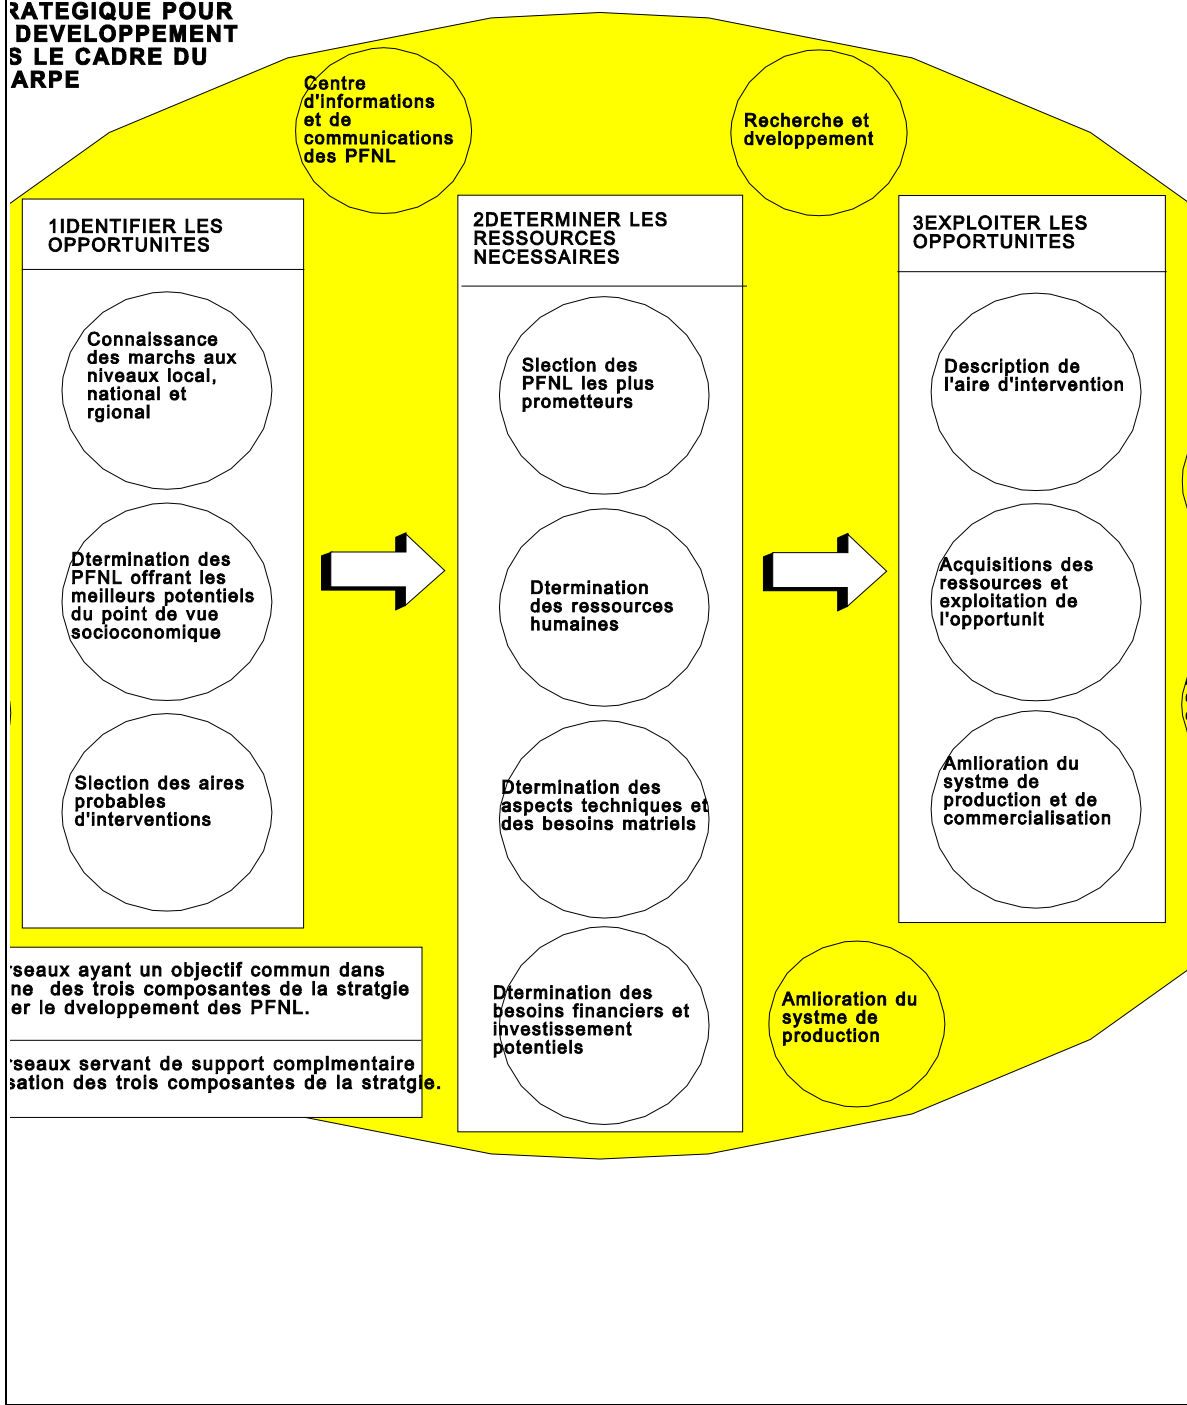 RATEGIQUE POUR
DEVELOPPEMENT
S LE CADRE DU
ARPE
Centre
d'informations
et de
communications
des PFNL
Recherche et
dveloppement
1IDENTIFIER LES
OPPORTUNITES
Connaissance
des marchs aux
niveaux local,
national et
rgional
Dtermination des
PFNL offrant les
meilleurs potentiels
du point de vue
socioconomique
Slection des aires
probables
d'interventions
2DETERMINER LES
RESSOURCES
NECESSAIRES
Slection des
PFNL les plus
prometteurs
Dtermination
des ressources
humaines
Dtermination des
aspects techniques et
des besoins matriels
Dtermination des
besoins financiers et
investissement
potentiels
3EXPLOITER LES
OPPORTUNITES
Description de
l'aire d'intervention
Acquisitions des
ressources et
exploitation de
l'opportunit
Amlioration du
systme de
production et de
commercialisation
Amlioration du
systme de
production
rseaux ayant un objectif commun dans
ne des trois composantes de la stratgie
er le dveloppement des PFNL.
rseaux servant de support complmentaire
sation des trois composantes de la stratgie.